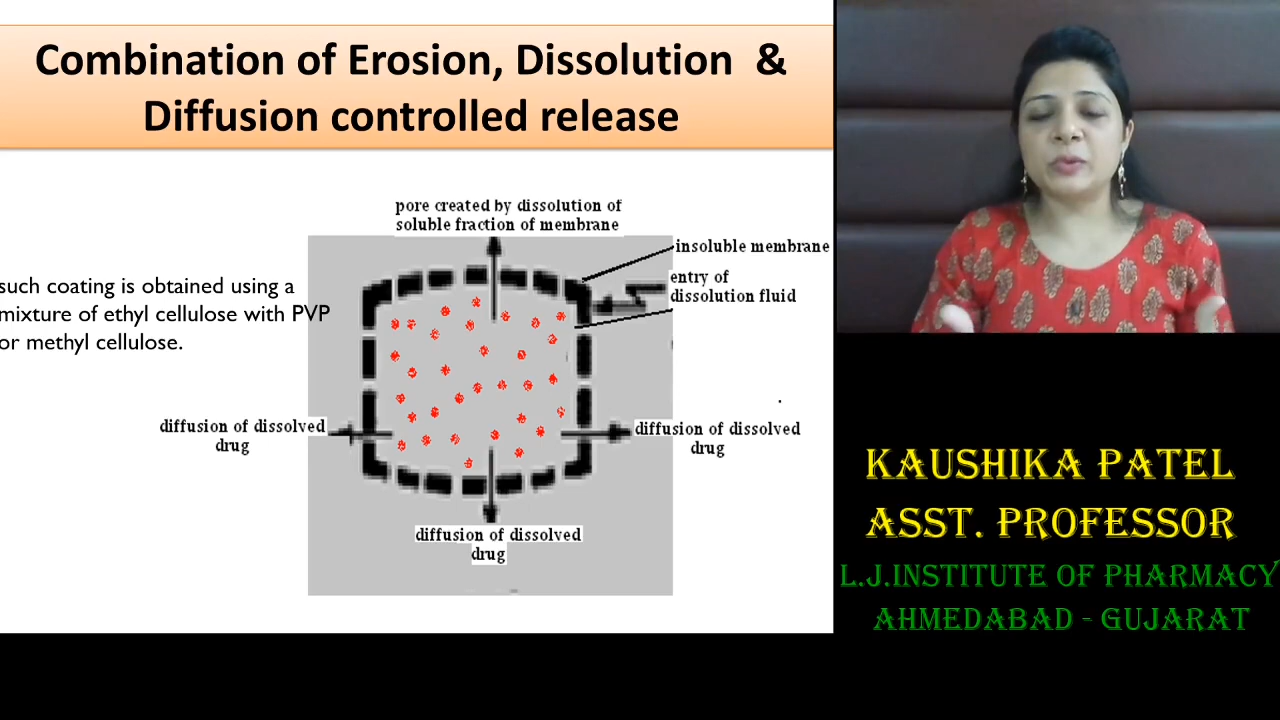 Combination of Erosion, Dissolution &
Diffusion controlled release
pore created by dissolution of
soluble fraction of membrane
insoluble membrane
entry of
dissolution fluid
such coating is obtained using a
mixture of ethyl cellulose with PVP
or methyl cellulose.
diffusion of dissolved
drug
diffusion of dissolved
drug
diffusion of dissolved
drug
KAUSHIKA PATEL
ASST. PROFESSOR
L.J.INSTITUTE OF PHARMACY
AHMEDABAD - GUJARAT